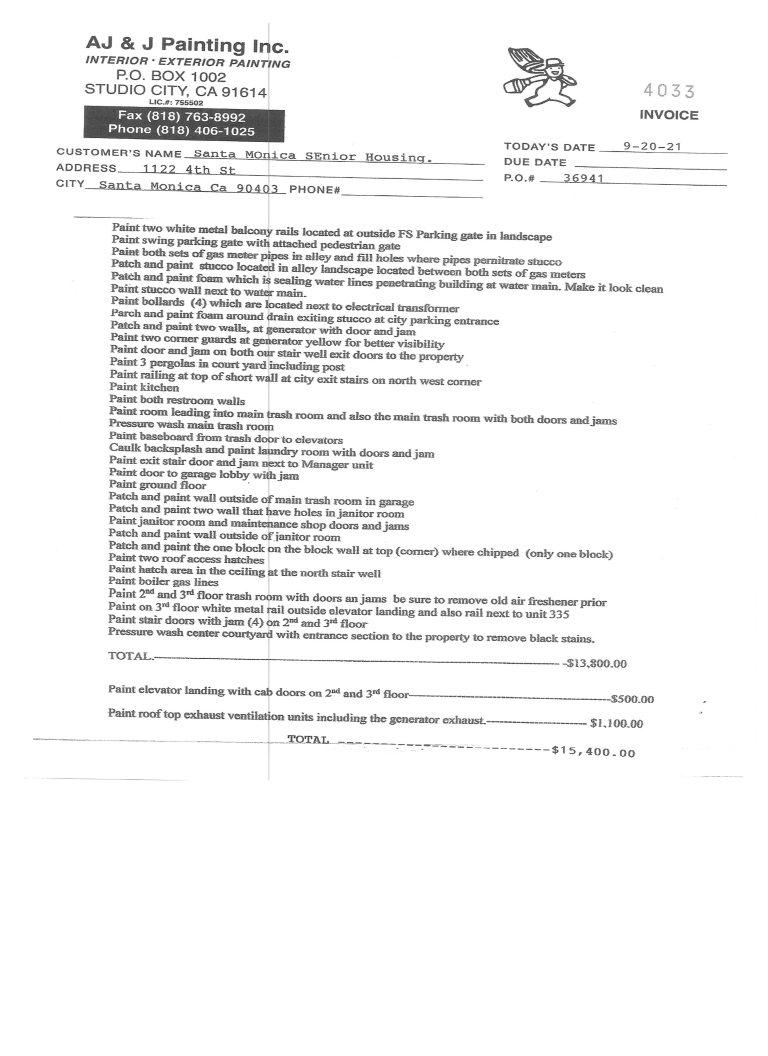 AJ & J Painting Inc.
INTERIOR · EXTERIOR PAINTING
P.O. BOX 1002
STUDIO CITY, CA 91614
LIC.#: 755502
Fax (818) 763-8992
Phone (818) 406-1025
4033
INVOICE
CUSTOMER'S NAME Santa Monica SEnior Housing.
ADDRESS 1122 4th St
CITY Santa Monica Ca 90403 PHONE#
TODAY'S DATE 9-20-21
DUE DATE
P.O.# 36941
Paint two white metal balcony rails located at outside FS Parking gate in landscape
Paint swing parking gate with attached pedestrian gate
Paint both sets of gas meter pipes in alley and fill holes where pipes pernitrate stucco
Patch and paint stucco located in alley landscape located between both sets of gas meters
Patch and paint foam which is sealing water lines penetrating building at water main. Make it look clean
Paint stucco wall next to water main.
Paint bollards (4) which are located next to electrical transformer
Parch and paint foam around drain exiting stucco at city parking entrance
Patch and paint two walls, at generator with door and jam
Paint two corner guards at generator yellow for better visibility
Paint door and jam on both our stair well exit doors to the property
Paint 3 pergolas in court yard including post
Paint railing at top of short wall at city exit stairs on north west corner
Paint kitchen
Paint both restroom walls
Paint room leading into main trash room and also the main trash room with both doors and jams
Pressure wash main trash room
Paint baseboard from trash door to elevators
Caulk backsplash and paint laundry room with doors and jam
Paint exit stair door and jam next to Manager unit
Paint door to garage lobby with jam
Paint ground floor
Patch and paint wall outside of main trash room in garage
Patch and paint two wall that have holes in janitor room
Paint janitor room and maintenance shop doors and jams
Patch and paint wall outside of janitor room
Patch and paint the one block on the block wall at top (corner) where chipped (only one block)
Paint two roof access hatches
Paint hatch area in the ceiling at the north stair well
Paint boiler gas lines
Paint 2nd and 3rd floor trash room with doors an jams be sure to remove old air freshener prior
Paint on 3rd floor white metal rail outside elevator landing and also rail next to unit 335
Paint stair doors with jam (4) on 2nd and 3rd floor
Pressure wash center courtyard with entrance section to the property to remove black stains.
TOTAL.---------------------------------------- -$13,800.00
Paint elevator landing with cab doors on 2nd and 3rd floor--------------------$500.00
Paint roof top exhaust ventilation units including the generator exhaust.---------- $1,100.00
TOTAL --------------------$15,400.00